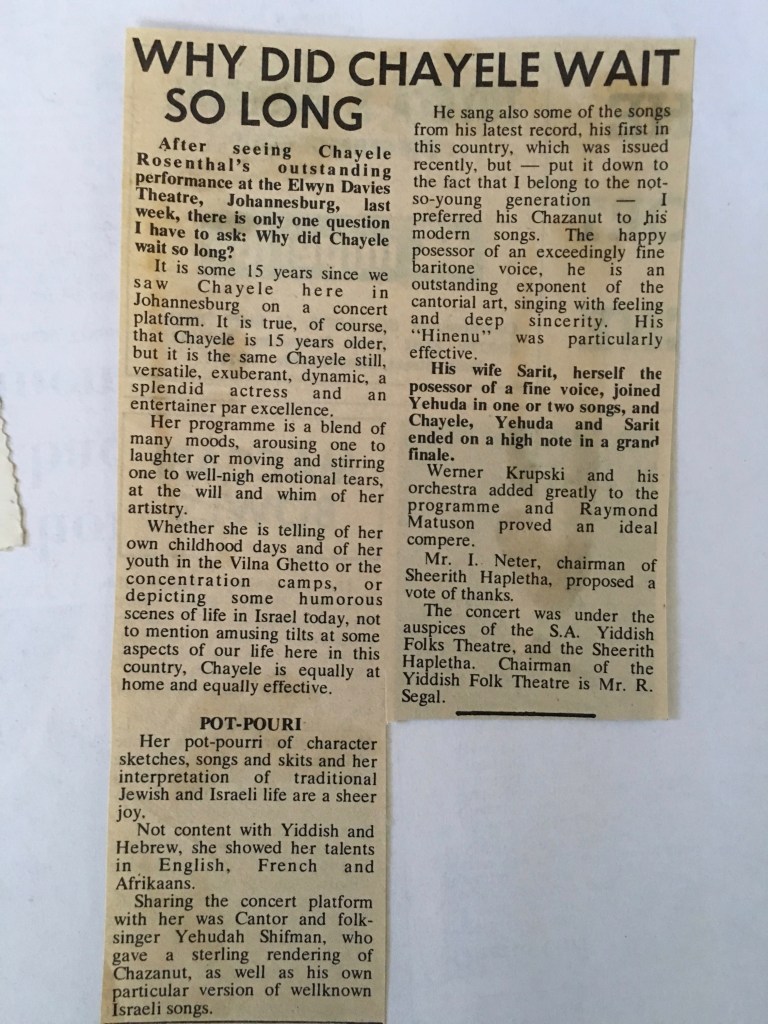 WHY DID CHAYELE WAIT
SO LONG
After seeing Chayele
Rosenthal's outstanding
performance at the Elwyn Davies
Theatre, Johannesburg, last
week, there is only one question
I have to ask: Why did Chayele
wait so long?
It is some 15 years since we
saw Chayele here in
Johannesburg on a concert
platform. It is true, of course,
that Chayele is 15 years older,
but it is the same Chayele still,
versatile, exuberant, dynamic, a
splendid actress and an
entertainer par excellence.
Her programme is a blend of
many moods, arousing one to
laughter or moving and stirring
one to well-nigh emotional tears,
at the will and whim of her
artistry.
Whether she is telling of her
own childhood days and of her
youth in the Vilna Ghetto or the
concentration camps, or
depicting some humorous
scenes of life in Israel today, not
to mention amusing tilts at some
aspects of our life here in this
country, Chayele is equally at
home and equally effective.
POT-POURI
Her pot-pourri of character
sketches, songs and skits and her
interpretation of traditional
Jewish and Israeli life are a sheer
joy.
Not content with Yiddish and
Hebrew, she showed her talents
in English, French and
Afrikaans.
Sharing the concert platform
with her was Cantor and folk-
singer Yehudah Shifman, who
gave a sterling rendering of
Chazanut, as well as his own
particular version of wellknown
Israeli songs.
He sang also some of the songs
from his latest record, his first in
this country, which was issued
recently, but — put it down to
the fact that I belong to the not-
so-young generation — I
preferred his Chazanut to his
modern songs. The happy
posessor of an exceedingly fine
baritone voice, he is an
outstanding exponent of the
cantorial art, singing with feeling
and deep sincerity. His
"Hinenu" was particularly
effective.
His wife Sarit, herself the
posessor of a fine voice, joined
Yehuda in one or two songs, and
Chayele, Yehuda and Sarit
ended on a high note in a grand
finale.
Werner Krupski and his
orchestra added greatly to the
programme and Raymond
Matuson proved an ideal
compere.
Mr. I. Neter, chairman of
Sheerith Hapletha, proposed a
vote of thanks.
The concert was under the
auspices of the S.A. Yiddish
Folks Theatre, and the Sheerith
Hapletha. Chairman of the
Yiddish Folk Theatre is Mr. R.
Segal.